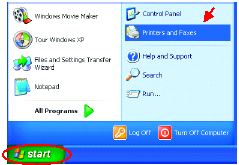 Windows Movie Maker
Tour Windows XP
Files and Settings Transfer
Wizard
Notepad
All Programs
Control Panel
Printers and Faxes
Help and Support
Search
Run...
Log Off
Turn Off Computer
start